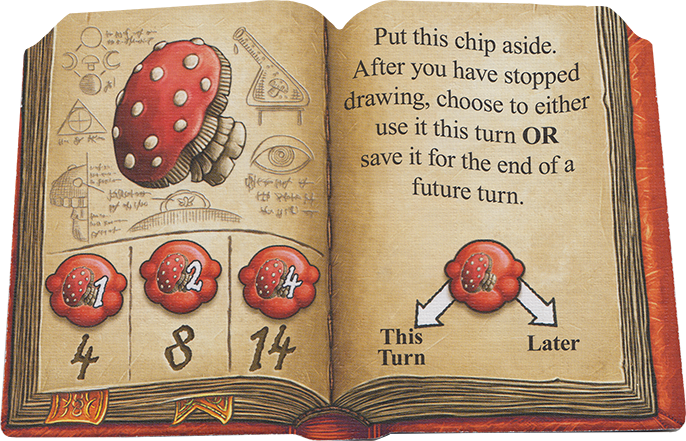 1
2
4
4
8
14
Put this chip aside.
After you have stopped
drawing, choose to either
use it this turn OR
save it for the end of a
future turn.
This
Turn
Later